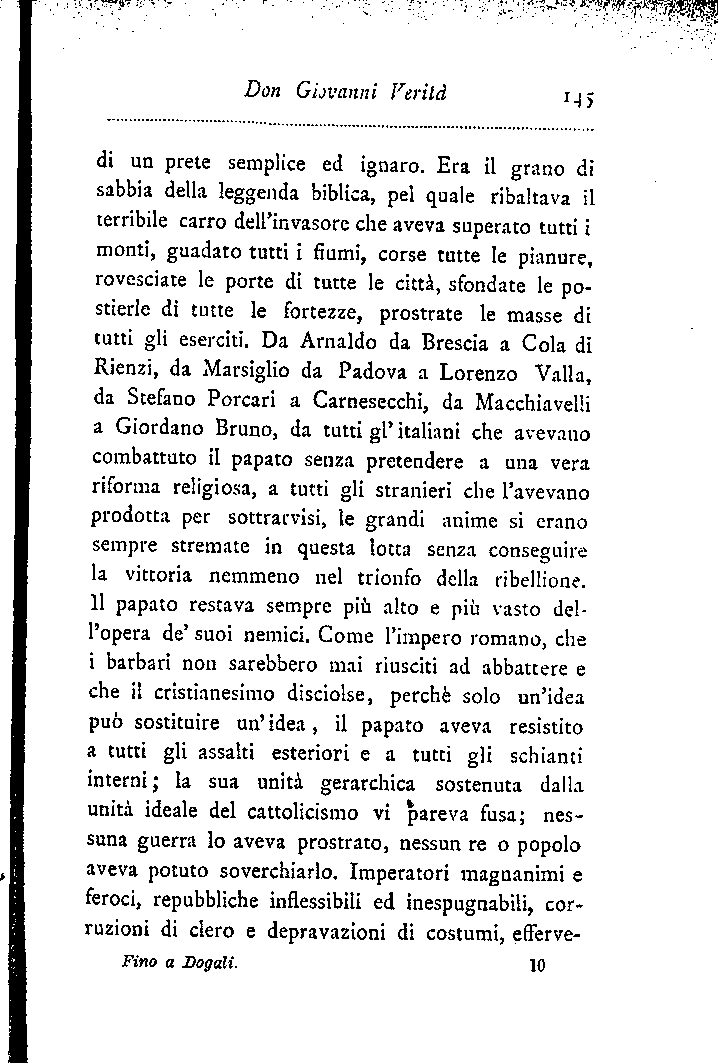 Don Giovanni Verità 145
di un prete semplice ed ignaro. Era il grano di
sabbia della leggenda biblica, pel quale ribaltava il
terribile carro dell'invasore che aveva superato tutti i
monti, guadato tutti i fiumi, corse tutte le pianure,
rovesciate le porte di tutte le città, sfondate le po-
stierle di tutte le fortezze, prostrate le masse di
tutti gli eserciti. Da Arnaldo da Brescia a Cola di
Rienzi, da Marsiglio da Padova a Lorenzo Valla,
da Stefano Porcari a Carnesecchi, da Macchiavelli
a Giordano Bruno, da tutti gl'italiani che avevano
combattuto il papato senza pretendere a una vera
riforma religiosa, a tutti gli stranieri che l'avevano
prodotta per sottrarvisi, le grandi anime si erano
sempre stremate in questa lotta senza conseguire
la vittoria nemmeno nel trionfo della ribellione.
Il papato restava sempre più alto e più vasto del-
l'opera de' suoi nemici. Come l'impero romano, che
i barbari non sarebbero mai riusciti ad abbattere e
che il cristianesimo disciolse, perchè solo un'idea
può sostituire un'idea, il papato aveva resistito
a tutti gli assalti esteriori e a tutti gli schianti
interni; la sua unità gerarchica sostenuta dalla
unità ideale del cattolicismo vi pareva fusa; nes-
suna guerra lo aveva prostrato, nessun re o popolo
aveva potuto soverchiarlo. Imperatori magnanimi e
feroci, repubbliche inflessibili ed inespugnabili, cor-
ruzioni di clero e depravazioni di costumi, efferve-
Fino a Dogali. 10